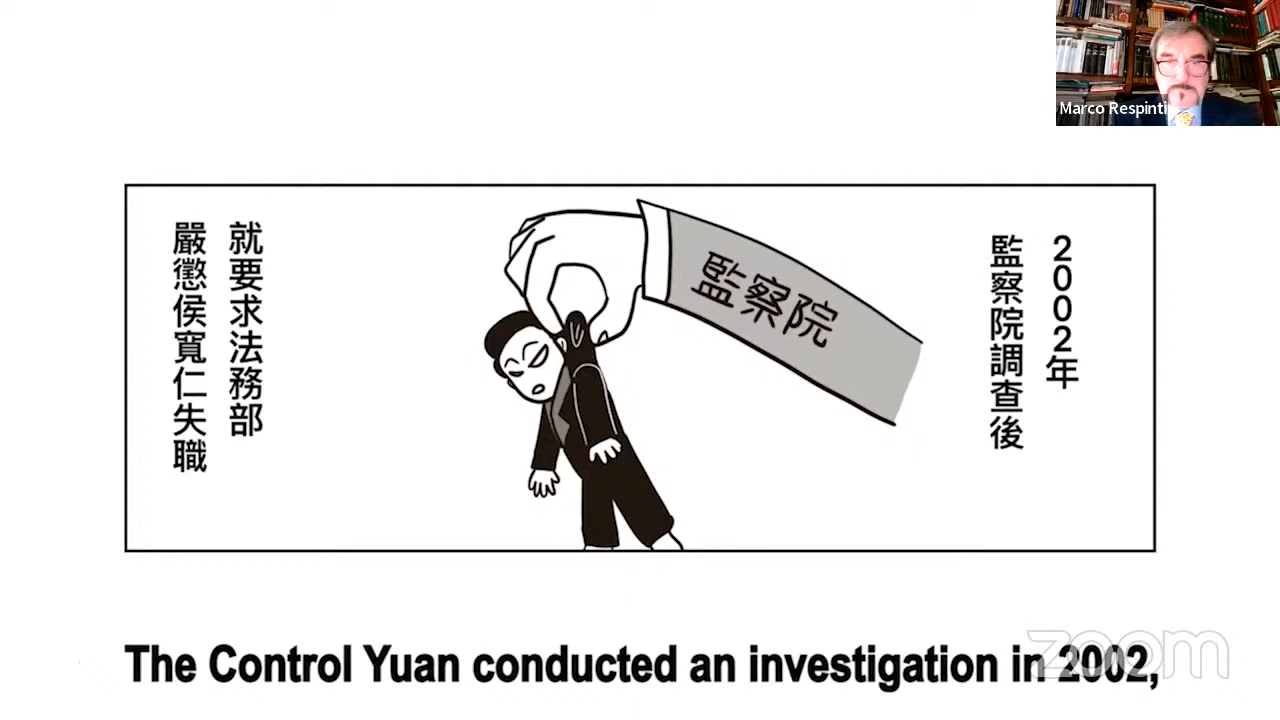 Marco Respinti
2002年
監察院調查後
監察院
就要求法務部
嚴懲侯寬仁失職
The Control Yuan conducted an investigation in 2002,
zoom